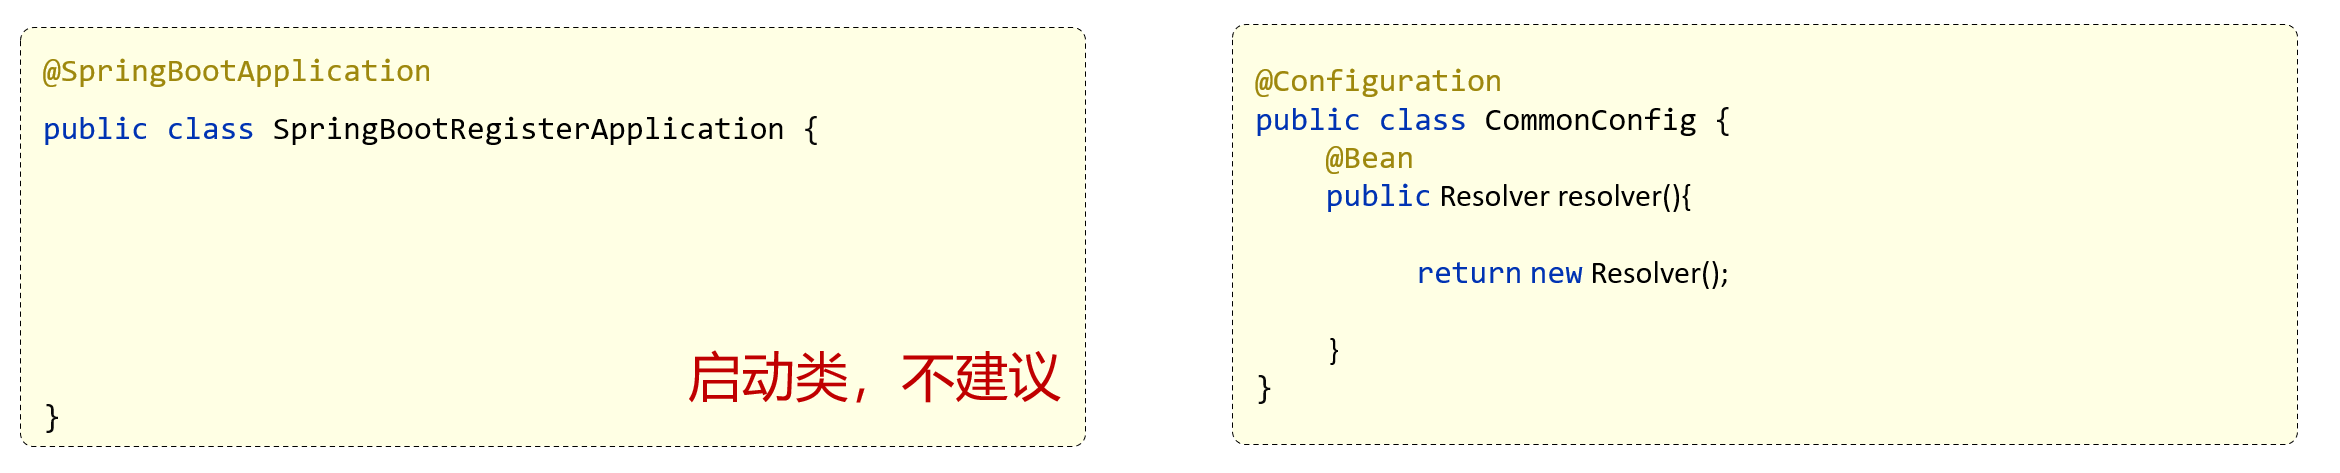 @SpringBootApplication
public class SpringBootRegisterApplication {
启动类，不建议
}
@Configuration
public class CommonConfig {
@Bean
public Resolver resolver(){
return new Resolver();
}
}